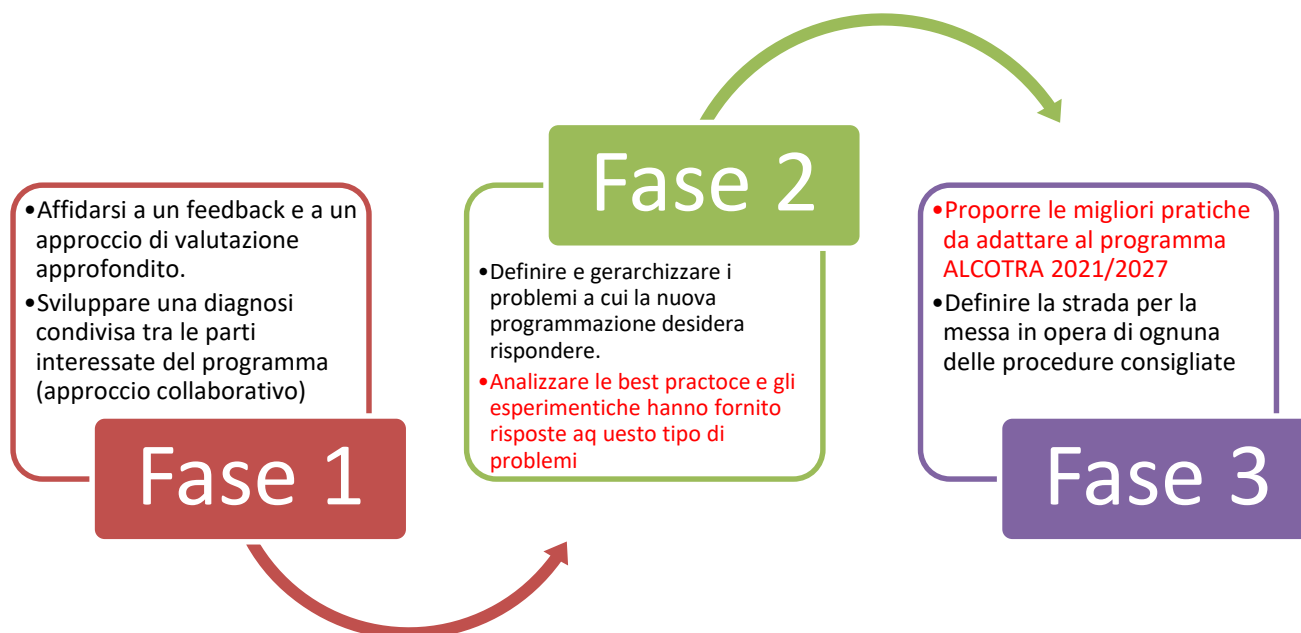 •Affidarsi a un feedback e a un
approccio di valutazione
approfondito.
•Sviluppare una diagnosi
condivisa tra le parti
interessate del programma
(approccio collaborativo)
Fase 1
Fase 2
•Definire e gerarchizzare i
problemi a cui la nuova
programmazione desidera
rispondere.
•Analizzare le best practoce e gli
esperimentiche hanno fornito
risposte aq uesto tipo di
problemi
•Proporre le migliori pratiche
da adattare al programma
ALCOTRA 2021/2027
•Definire la strada per la
messa in opera di ognuna
delle procedure consigliate
Fase 3